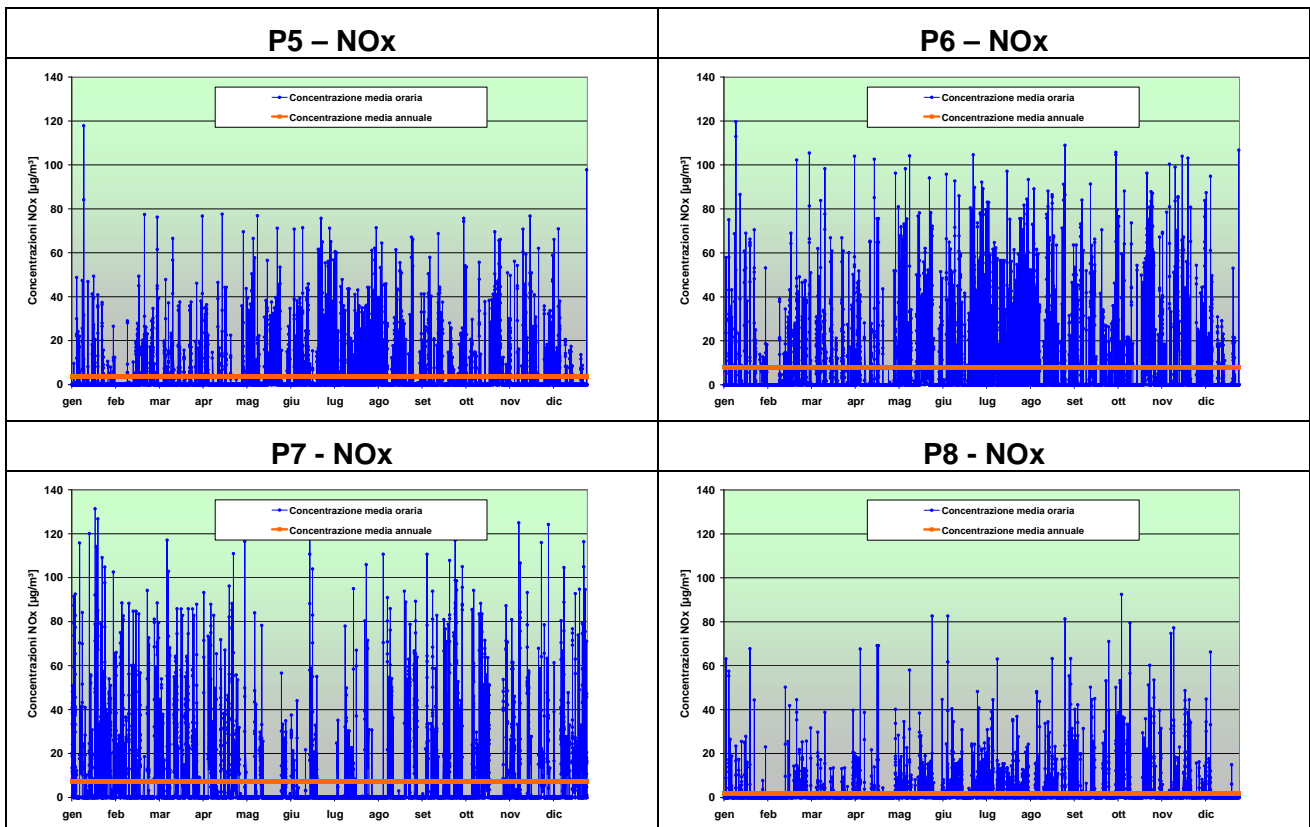 P5 – NOx
P6 – NOx
Concentrazioni NOx [µg/m³]
140
120
100
80
60
40
20
0
Concentrazione media oraria
Concentrazione media annuale
gen feb mar apr mag giu lug ago set ott nov dic
Concentrazioni NOx [µg/m³]
140
120
100
80
60
40
20
0
Concentrazione media oraria
Concentrazione media annuale
gen feb mar apr mag giu lug ago set ott nov dic
P7 - NOx
P8 - NOx
Concentrazioni NOx [µg/m³]
140
120
100
80
60
40
20
0
Concentrazione media oraria
Concentrazione media annuale
gen feb mar apr mag giu lug ago set ott nov dic
Concentrazioni NOx [µg/m³]
140
120
100
80
60
40
20
0
Concentrazione media oraria
Concentrazione media annuale
gen feb mar apr mag giu lug ago set ott nov dic